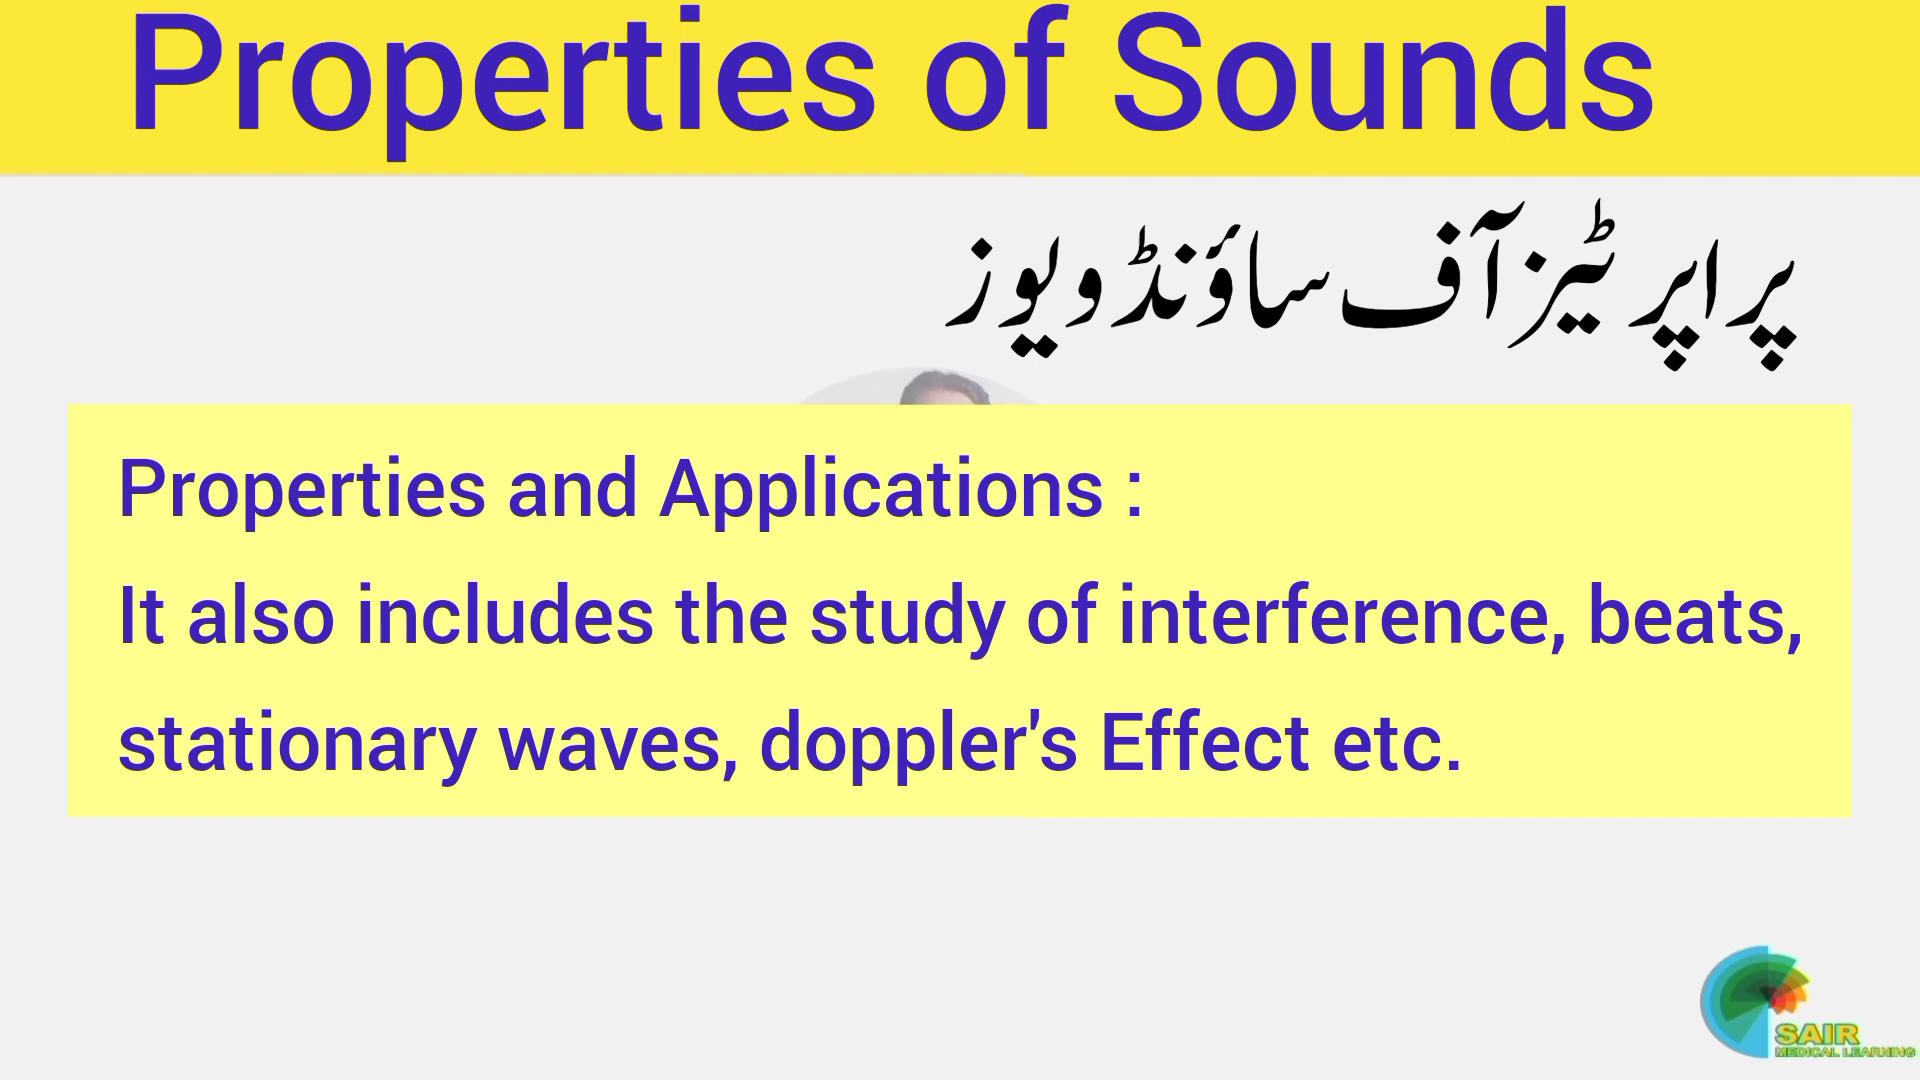 Properties of Sounds
پراپرٹیز آف ساؤنڈ ویوز
Properties and Applications :
It also includes the study of interference, beats,
stationary waves, doppler's Effect etc.
SAIR
MEDICAL LEARNING